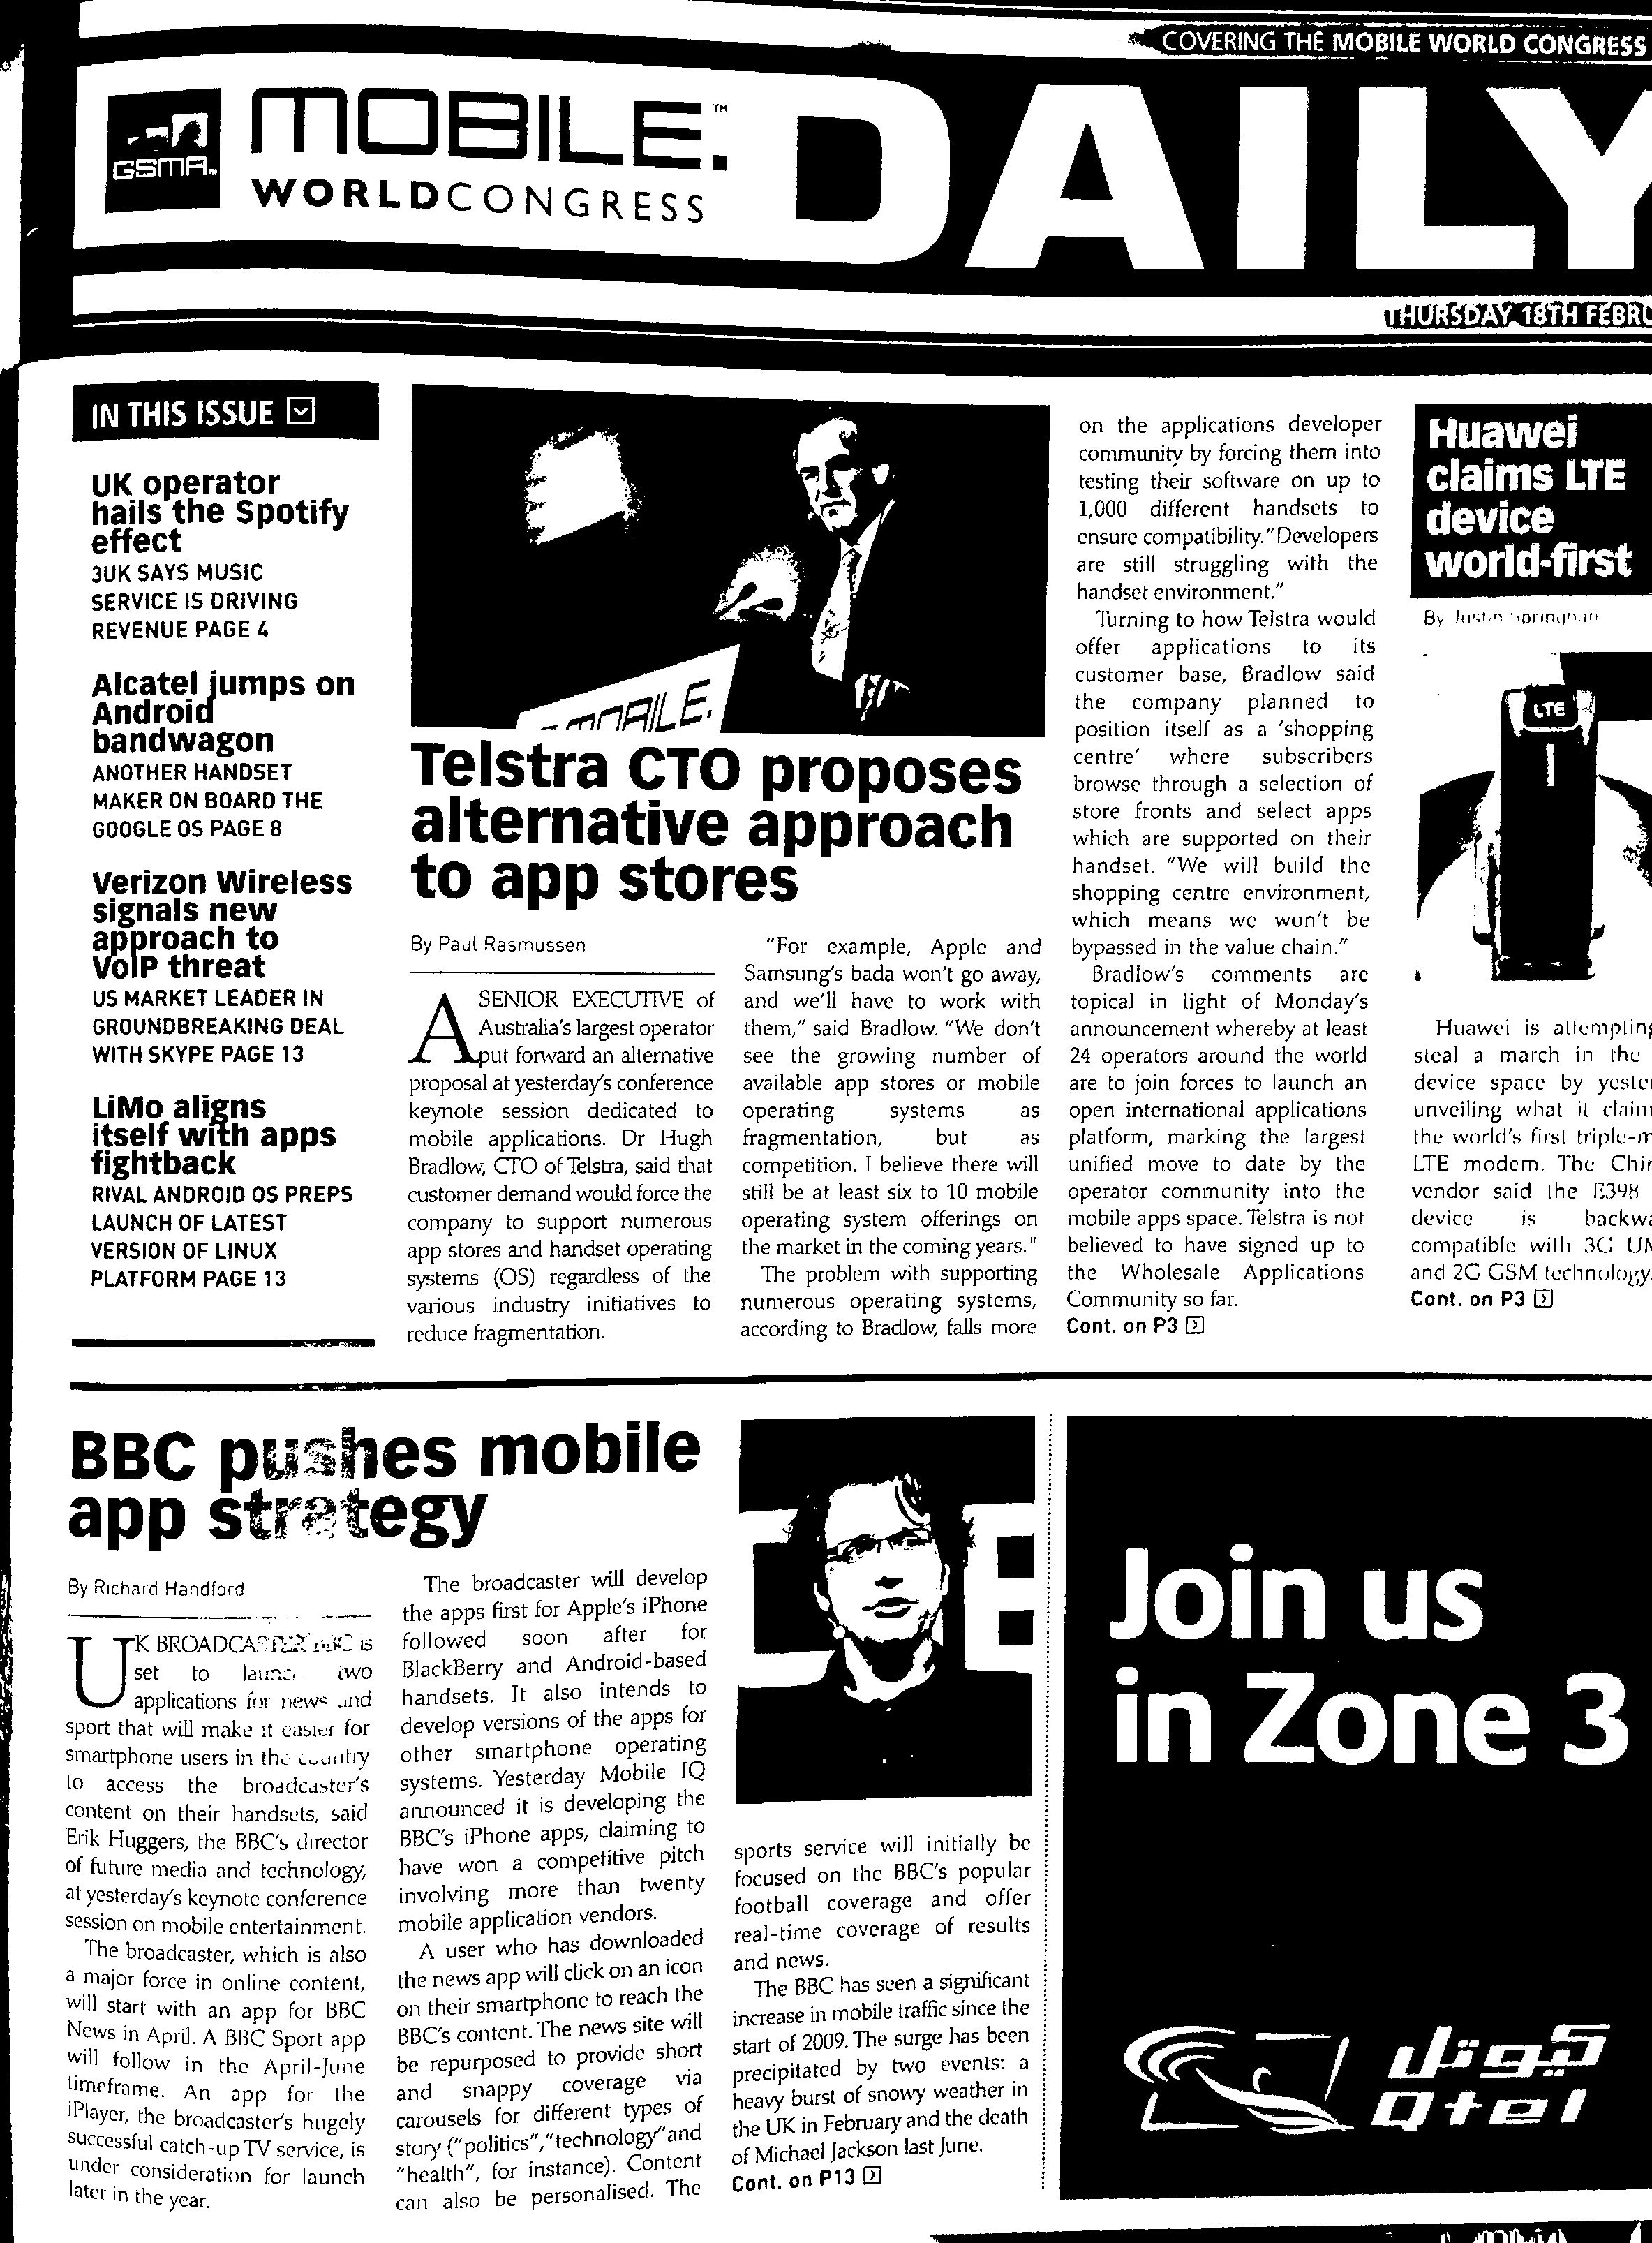 COVERING THE MOBILE WORLD CONGRESS
GSMA
MOBILE.™
WORLDCONGRESS
DAILY
THURSDAY 18TH
IN THIS ISSUE
UK operator
hails the Spotify
effect
3UK SAYS MUSIC
SERVICE IS DRIVING
REVENUE PAGE 4
Alcatel jumps on
Android
bandwagon
ANOTHER HANDSET
MAKER ON BOARD THE
GOOGLE OS PAGE 8
Verizon Wireless
signals new
approach to
VoIP threat
US MARKET LEADER IN
GROUNDBREAKING DEAL
WITH SKYPE PAGE 13
LiMo aligns
itself with apps
fightback
RIVAL ANDROID OS PREPS
LAUNCH OF LATEST
VERSION OF LINUX
PLATFORM PAGE 13
MOBILE.
Telstra CTO proposes
alternative approach
to app stores
By Paul Rasmussen
A SENIOR EXECUTIVE of
Australia's largest operator
put forward an alternative
proposal at yesterday's conference
keynote session dedicated to
mobile applications. Dr Hugh
Bradlow, CTO of Telstra, said that
customer demand would force the
company to support numerous
app stores and handset operating
systems (OS) regardless of the
various industry initiatives to
reduce fragmentation.
"For example, Apple and
Samsung's bada won't go away,
and we'll have to work with
them," said Bradlow. "We don't
see the growing number of
available app stores or mobile
operating systems as
fragmentation, but as
competition. I believe there will
still be at least six to 10 mobile
operating system offerings on
the market in the coming years."
The problem with supporting
numerous operating systems,
according to Bradlow, falls more
on the applications developer
community by forcing them into
testing their software on up to
1,000 different handsets to
ensure compatibility. "Developers
are still struggling with the
handset environment."
Turning to how Telstra would
offer applications to its
customer base, Bradlow said
the company planned to
position itself as a 'shopping
centre' where subscribers
browse through a selection of
store fronts and select apps
which are supported on their
handset. "We will build the
shopping centre environment,
which means we won't be
bypassed in the value chain."
Bradlow's comments are
topical in light of Monday's
announcement whereby at least
24 operators around the world
are to join forces to launch an
open international applications
platform, marking the largest
unified move to date by the
operator community into the
mobile apps space. Telstra is not
believed to have signed up to
the Wholesale Applications
Community so far.
Cont. on P3
Huawei
claims LTE
device
world-first
By Justin
LTE
Huawei is attempting
steal a march in the
device space by
unveiling what it
the world's first
LTE modem. The
vendor said the E398
device is
compatible with 3G
and 2G GSM technology.
Cont. on P3
BBC pushes mobile
app strategy
By Richard Handford
UK BROADCASTER BBC is
set to launch two
applications for news and
sport that will make it easier for
smartphone users in the country
to access the broadcaster's
content on their handsets, said
Erik Huggers, the BBC's director
of future media and technology,
at yesterday's keynote conference
session on mobile entertainment.
The broadcaster, which is also
a major force in online content,
will start with an app for BBC
News in April. A BBC Sport app
will follow in the April-June
timeframe. An app for the
iPlayer, the broadcaster's hugely
successful catch-up TV service, is
under consideration for launch
later in the year.
The broadcaster will develop
the apps first for Apple's iPhone
followed soon after for
BlackBerry and Android-based
handsets. It also intends to
develop versions of the apps for
other smartphone operating
systems. Yesterday Mobile IQ
announced it is developing the
BBC's iPhone apps, claiming to
have won a competitive pitch
involving more than twenty
mobile application vendors.
A user who has downloaded
the news app will click on an icon
on their smartphone to reach the
BBC's content. The news site will
be repurposed to provide short
and snappy coverage via
carousels for different types of
story ("politics", "technology" and
"health", for instance). Content
can also be personalised. The
sports service will initially be
focused on the BBC's popular
football coverage and offer
real-time coverage of results
and news.
The BBC has seen a significant
increase in mobile traffic since the
start of 2009. The surge has been
precipitated by two events: a
heavy burst of snowy weather in
the UK in February and the death
of Michael Jackson last June.
Cont. on P13
Join us
in Zone 3
كيوتل
Qtel